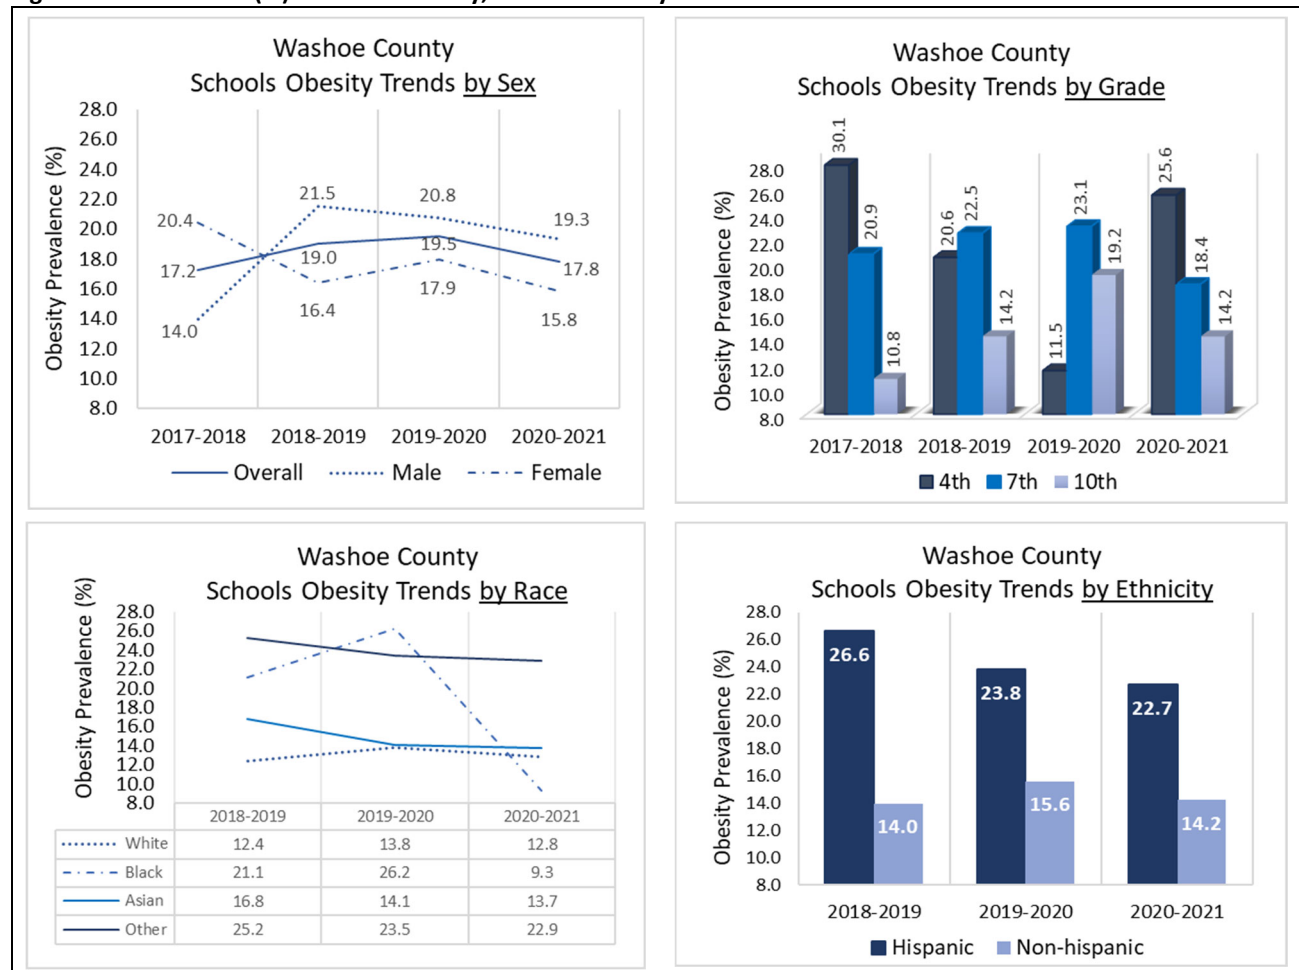 Washoe County
Schools Obesity Trends by Sex
Obesity Prevalence (%)
28.0
26.0
24.0
22.0
20.0
18.0
16.0
14.0
12.0
10.0
8.0
20.4
17.2
14.0
21.5
19.0
16.4
20.8
19.5
17.9
19.3
17.8
15.8
2017-2018 2018-2019 2019-2020 2020-2021
Overall Male Female
Washoe County
Schools Obesity Trends by Grade
Obesity Prevalence (%)
28.0
26.0
24.0
22.0
20.0
18.0
16.0
14.0
12.0
10.0
8.0
30.1 20.9 10.8
20.6 22.5 14.2
11.5 23.1 19.2
25.6 18.4 14.2
2017-2018 2018-2019 2019-2020 2020-2021
4th 7th 10th
Washoe County
Schools Obesity Trends by Race
Obesity Prevalence (%)
28.0
26.0
24.0
22.0
20.0
18.0
16.0
14.0
12.0
10.0
8.0
2018-2019 2019-2020 2020-2021
White 12.4 13.8 12.8
Black 21.1 26.2 9.3
Asian 16.8 14.1 13.7
Other 25.2 23.5 22.9
Washoe County
Schools Obesity Trends by Ethnicity
Obesity Prevalence (%)
28.0
26.0
24.0
22.0
20.0
18.0
16.0
14.0
12.0
10.0
8.0
26.6 14.0
23.8 15.6
22.7 14.2
2018-2019 2019-2020 2020-2021
Hispanic Non-hispanic